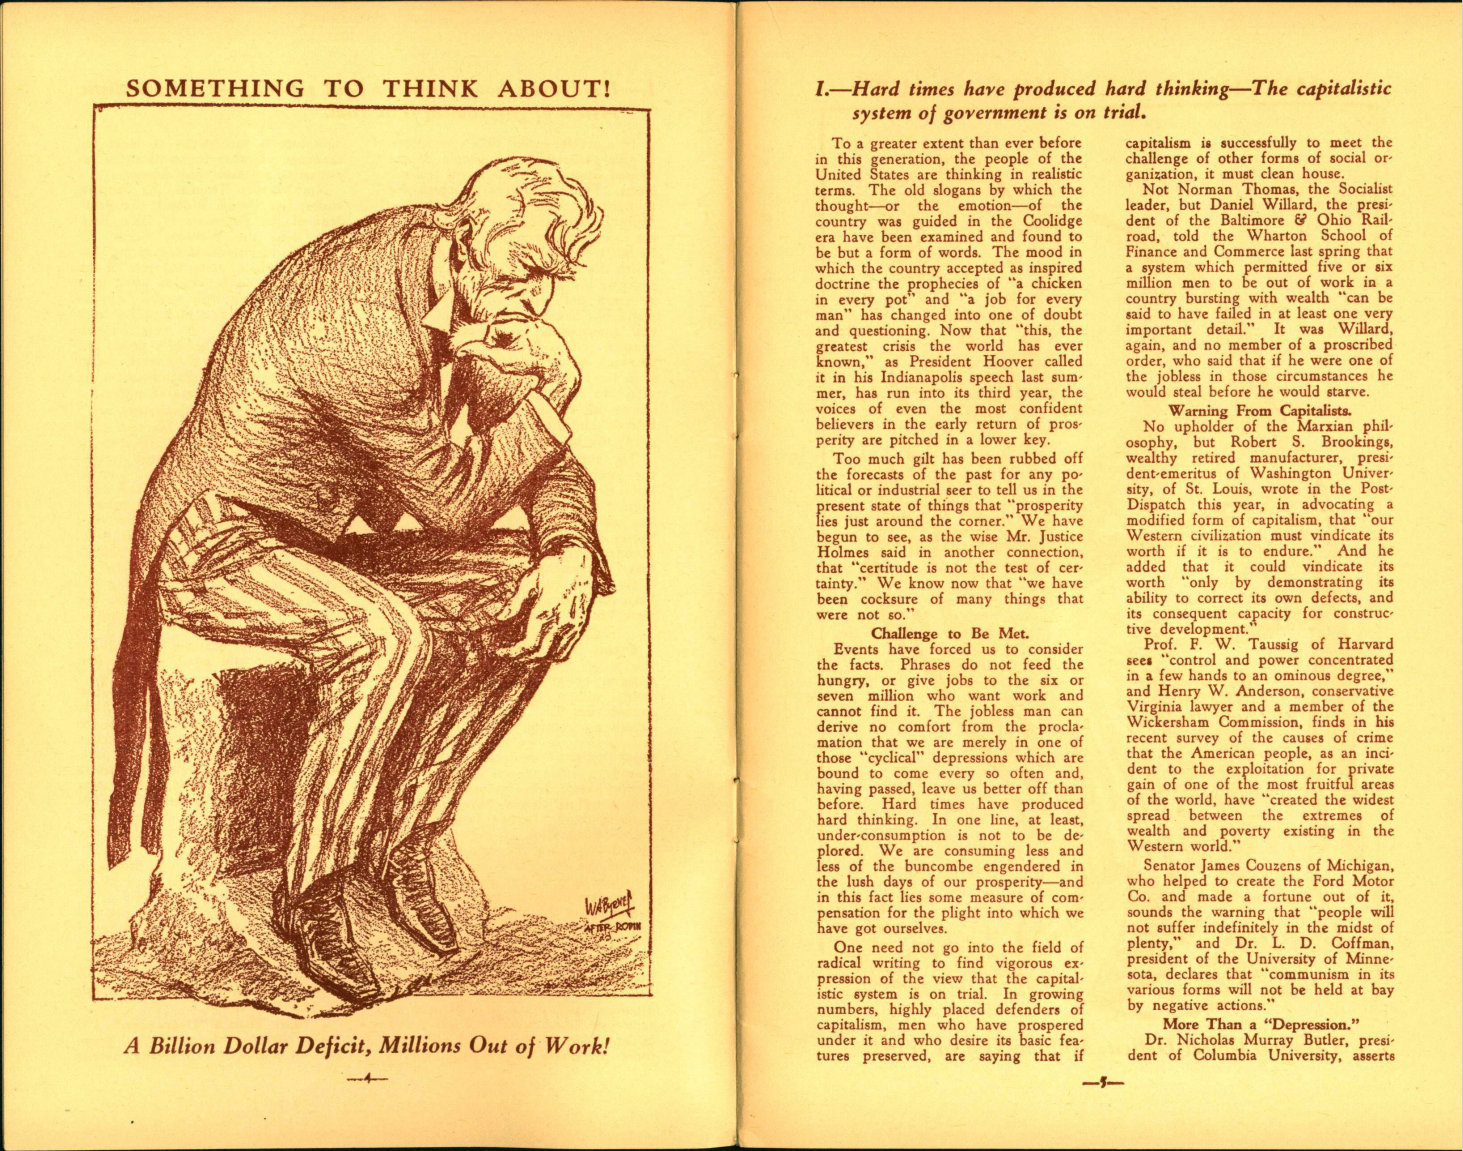 SOMETHING TO THINK ABOUT!
W A Byrnes
AFTER RODIN
A Billion Dollar Deficit, Millions Out of Work!
—4—
I.—Hard times have produced hard thinking—The capitalistic
system of government is on trial.
To a greater extent than ever before
in this generation, the people of the
United States are thinking in realistic
terms. The old slogans by which the
thought—or the emotion—of the
country was guided in the Coolidge
era have been examined and found to
be but a form of words. The mood in
which the country accepted as inspired
doctrine the prophecies of "a chicken
in every pot" and "a job for every
man" has changed into one of doubt
and questioning. Now that "this, the
greatest crisis the world has ever
known," as President Hoover called
it in his Indianapolis speech last sum-
mer, has run into its third year, the
voices of even the most confident
believers in the early return of pros-
perity are pitched in a lower key.
Too much gilt has been rubbed off
the forecasts of the past for any po-
litical or industrial seer to tell us in the
present state of things that "prosperity
lies just around the corner." We have
begun to see, as the wise Mr. Justice
Holmes said in another connection,
that "certitude is not the test of cer-
tainty." We know now that "we have
been cocksure of many things that
were not so."
Challenge to Be Met.
Events have forced us to consider
the facts. Phrases do not feed the
hungry, or give jobs to the six or
seven million who want work and
cannot find it. The jobless man can
derive no comfort from the procla-
mation that we are merely in one of
those "cyclical" depressions which are
bound to come every so often and,
having passed, leave us better off than
before. Hard times have produced
hard thinking. In one line, at least,
under-consumption is not to be de-
plored. We are consuming less and
less of the buncombe engendered in
the lush days of our prosperity—and
in this fact lies some measure of com-
pensation for the plight into which we
have got ourselves.
One need not go into the field of
radical writing to find vigorous ex-
pression of the view that the capital-
istic system is on trial. In growing
numbers, highly placed defenders of
capitalism, men who have prospered
under it and who desire its basic fea-
tures preserved, are saying that if
capitalism is successfully to meet the
challenge of other forms of social or-
ganization, it must clean house.
Not Norman Thomas, the Socialist
leader, but Daniel Willard, the presi-
dent of the Baltimore & Ohio Rail-
road, told the Wharton School of
Finance and Commerce last spring that
a system which permitted five or six
million men to be out of work in a
country bursting with wealth "can be
said to have failed in at least one very
important detail." It was Willard,
again, and no member of a proscribed
order, who said that if he were one of
the jobless in those circumstances he
would steal before he would starve.
Warning From Capitalists.
No upholder of the Marxian phil-
osophy, but Robert S. Brookings,
wealthy retired manufacturer, presi-
dent-emeritus of Washington Univer-
sity, of St. Louis, wrote in the Post-
Dispatch this year, in advocating a
modified form of capitalism, that "our
Western civilization must vindicate its
worth if it is to endure." And he
added that it could vindicate its
worth "only by demonstrating its
ability to correct its own defects, and
its consequent capacity for construc-
tive development."
Prof. F. W. Taussig of Harvard
sees "control and power concentrated
in a few hands to an ominous degree,"
and Henry W. Anderson, conservative
Virginia lawyer and a member of the
Wickersham Commission, finds in his
recent survey of the causes of crime
that the American people, as an inci-
dent to the exploitation for private
gain of one of the most fruitful areas
of the world, have "created the widest
spread between the extremes of
wealth and poverty existing in the
Western world."
Senator James Couzens of Michigan,
who helped to create the Ford Motor
Co. and made a fortune out of it,
sounds the warning that "people will
not suffer indefinitely in the midst of
plenty," and Dr. L. D. Coffman,
president of the University of Minne-
sota, declares that "communism in its
various forms will not be held at bay
by negative actions."
More Than a "Depression."
Dr. Nicholas Murray Butler, presi-
dent of Columbia University, asserts
—5—